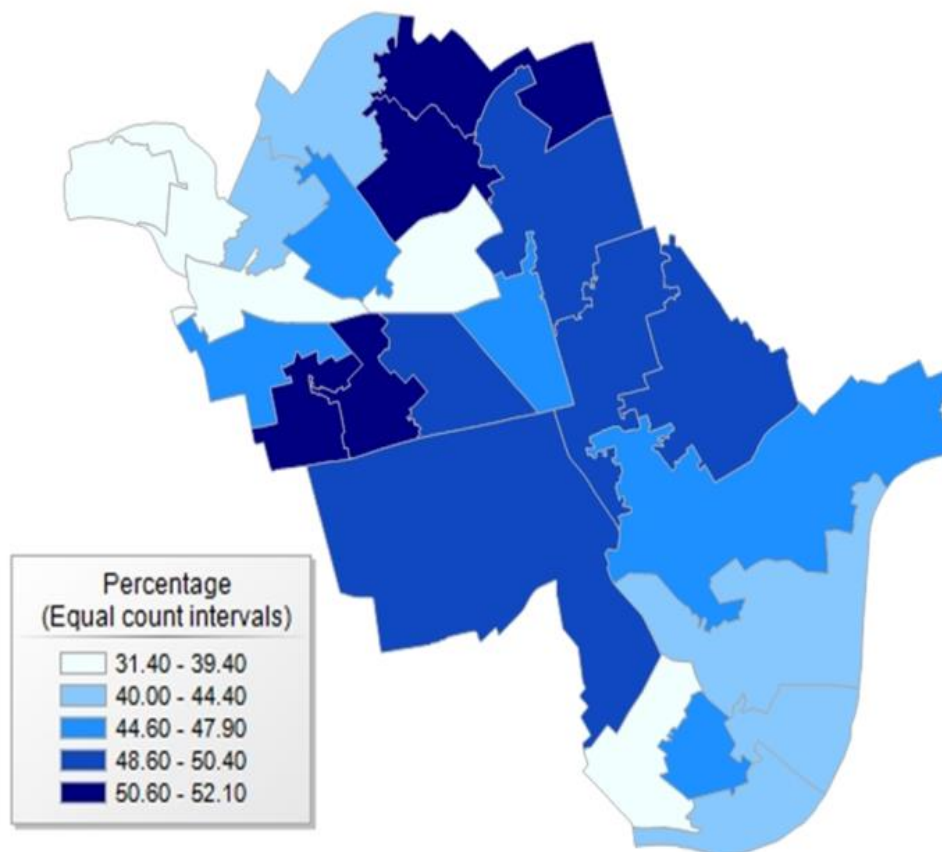 Percentage
(Equal count intervals)
31.40 - 39.40
40.00 - 44.40
44.60 - 47.90
48.60 - 50.40
50.60 - 52.10